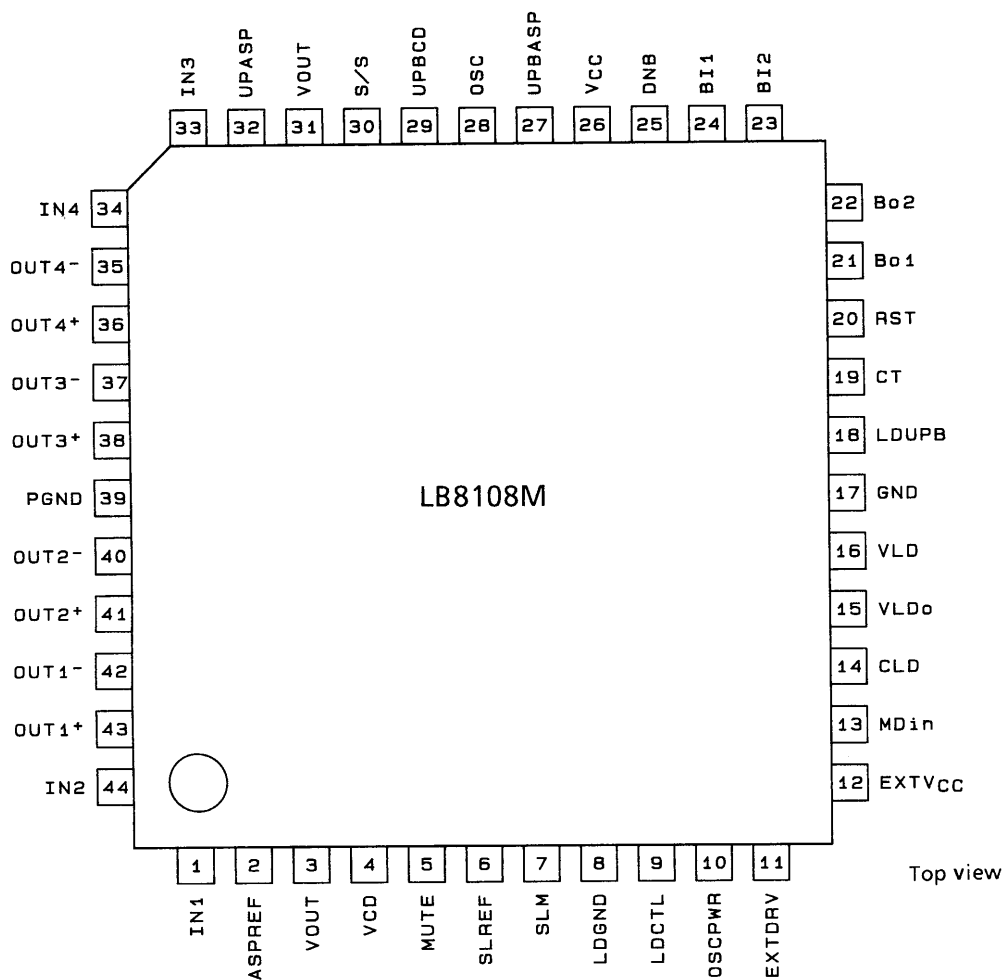 IN3 UPASP VOUT S/S UPBCD OSC UPBASP VCC DNB BI1 BI2
33 32 31 30 29 28 27 26 25 24 23
IN4 34
OUT4- 35
OUT4+ 36
OUT3- 37
OUT3+ 38
PGND 39
OUT2- 40
OUT2+ 41
OUT1- 42
OUT1+ 43
IN2 44
LB8108M
22 Bo2
21 Bo1
20 RST
19 CT
18 LDUPB
17 GND
16 VLD
15 VLDo
14 CLD
13 MDin
12 EXTVCC
1 2 3 4 5 6 7 8 9 10 11
IN1 ASPREF VOUT VCD MUTE SLREF SLM LDGND LDCTL OSCPWR EXTDRV
Top view